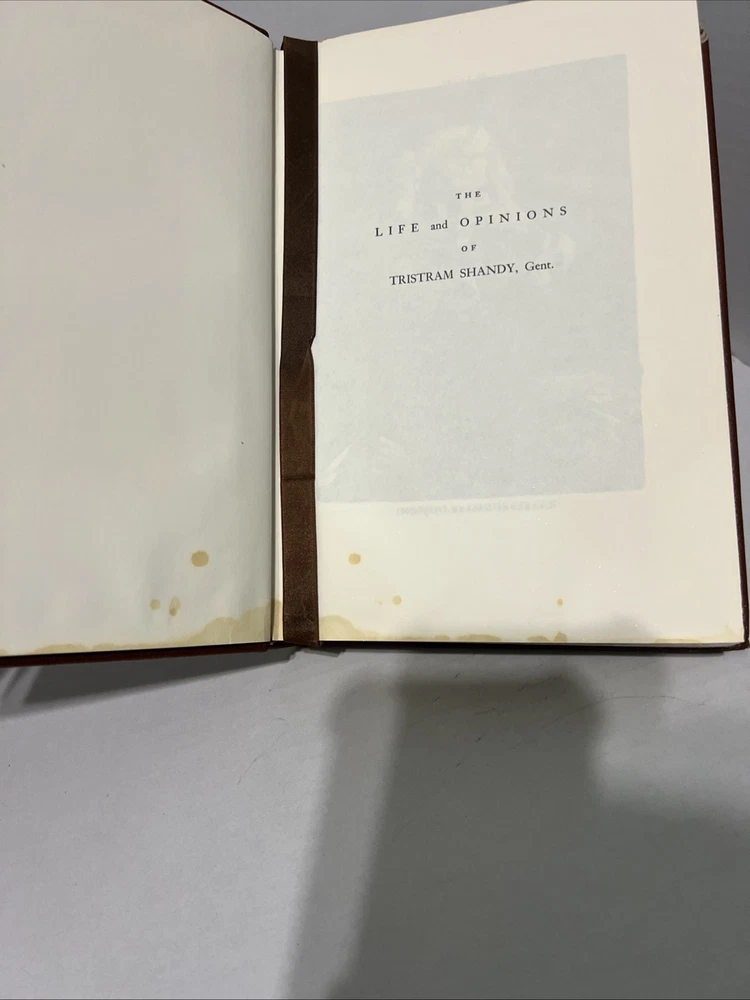 THE
LIFE and OPINIONS
OF
TRISTRAM SHANDY, Gent.